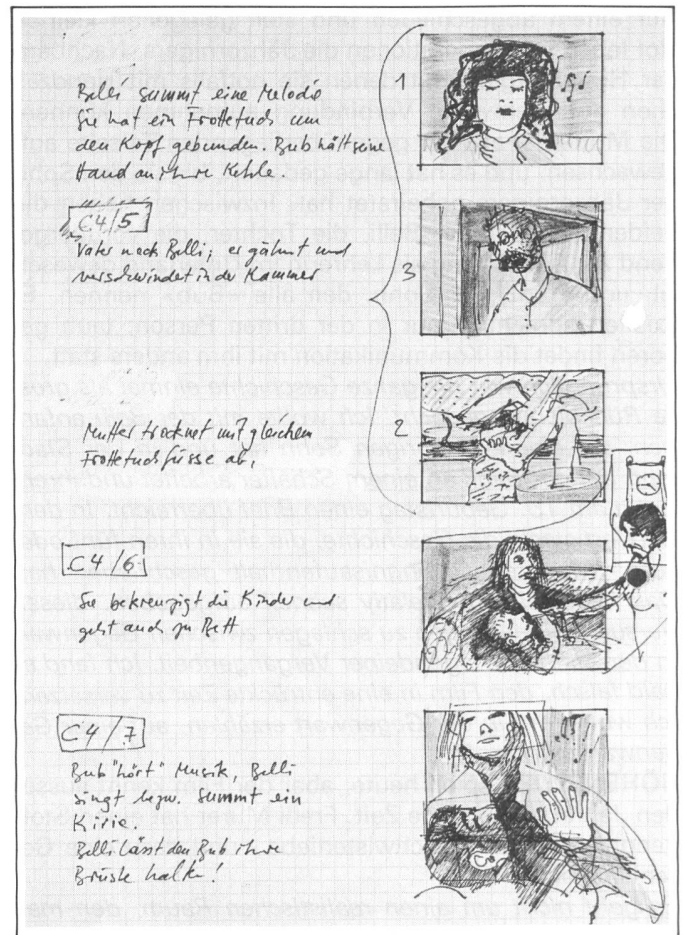 Belli summt eine Melodie
Sie hat ein Frottetuch um
den Kopf gebunden. Bub hält seine
Hand an ihre Kehle.
1
C4/5
Vater nach Belli; er gähnt und
verschwindet in der Kammer
3
Mutter trocknet mit gleichem
Frottetuch füsse ab.
2
C4/6
Sie bekreuzigt die Kinder und
geht auch zu Bett
C4/7
Bub "hört" Musik, Belli
singt bzw. summt ein
Kirie.
Belli lässt den Bub ihre
Brüste halten!